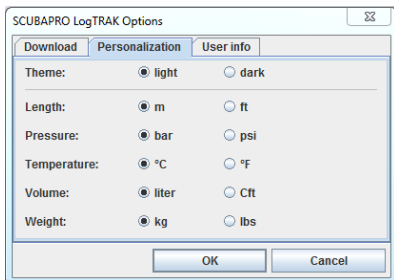 SCUBAPRO LogTRAK Options
Download Personalization User info
Theme: light dark
Length: m ft
Pressure: bar psi
Temperature: °C °F
Volume: liter Cft
Weight: kg lbs
OK Cancel